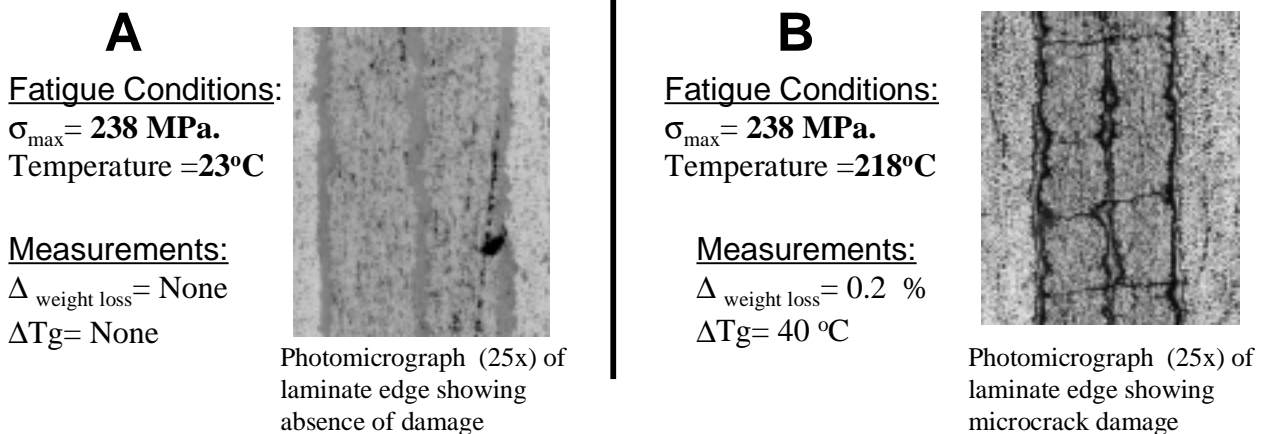 A
Fatigue Conditions:
σmax= 238 MPa.
Temperature =23oC
Measurements:
Δ weight loss= None
ΔTg= None
Photomicrograph (25x) of
laminate edge showing
absence of damage
B
Fatigue Conditions:
σmax= 238 MPa.
Temperature =218oC
Measurements:
Δ weight loss= 0.2 %
ΔTg= 40 oC
Photomicrograph (25x) of
laminate edge showing
microcrack damage